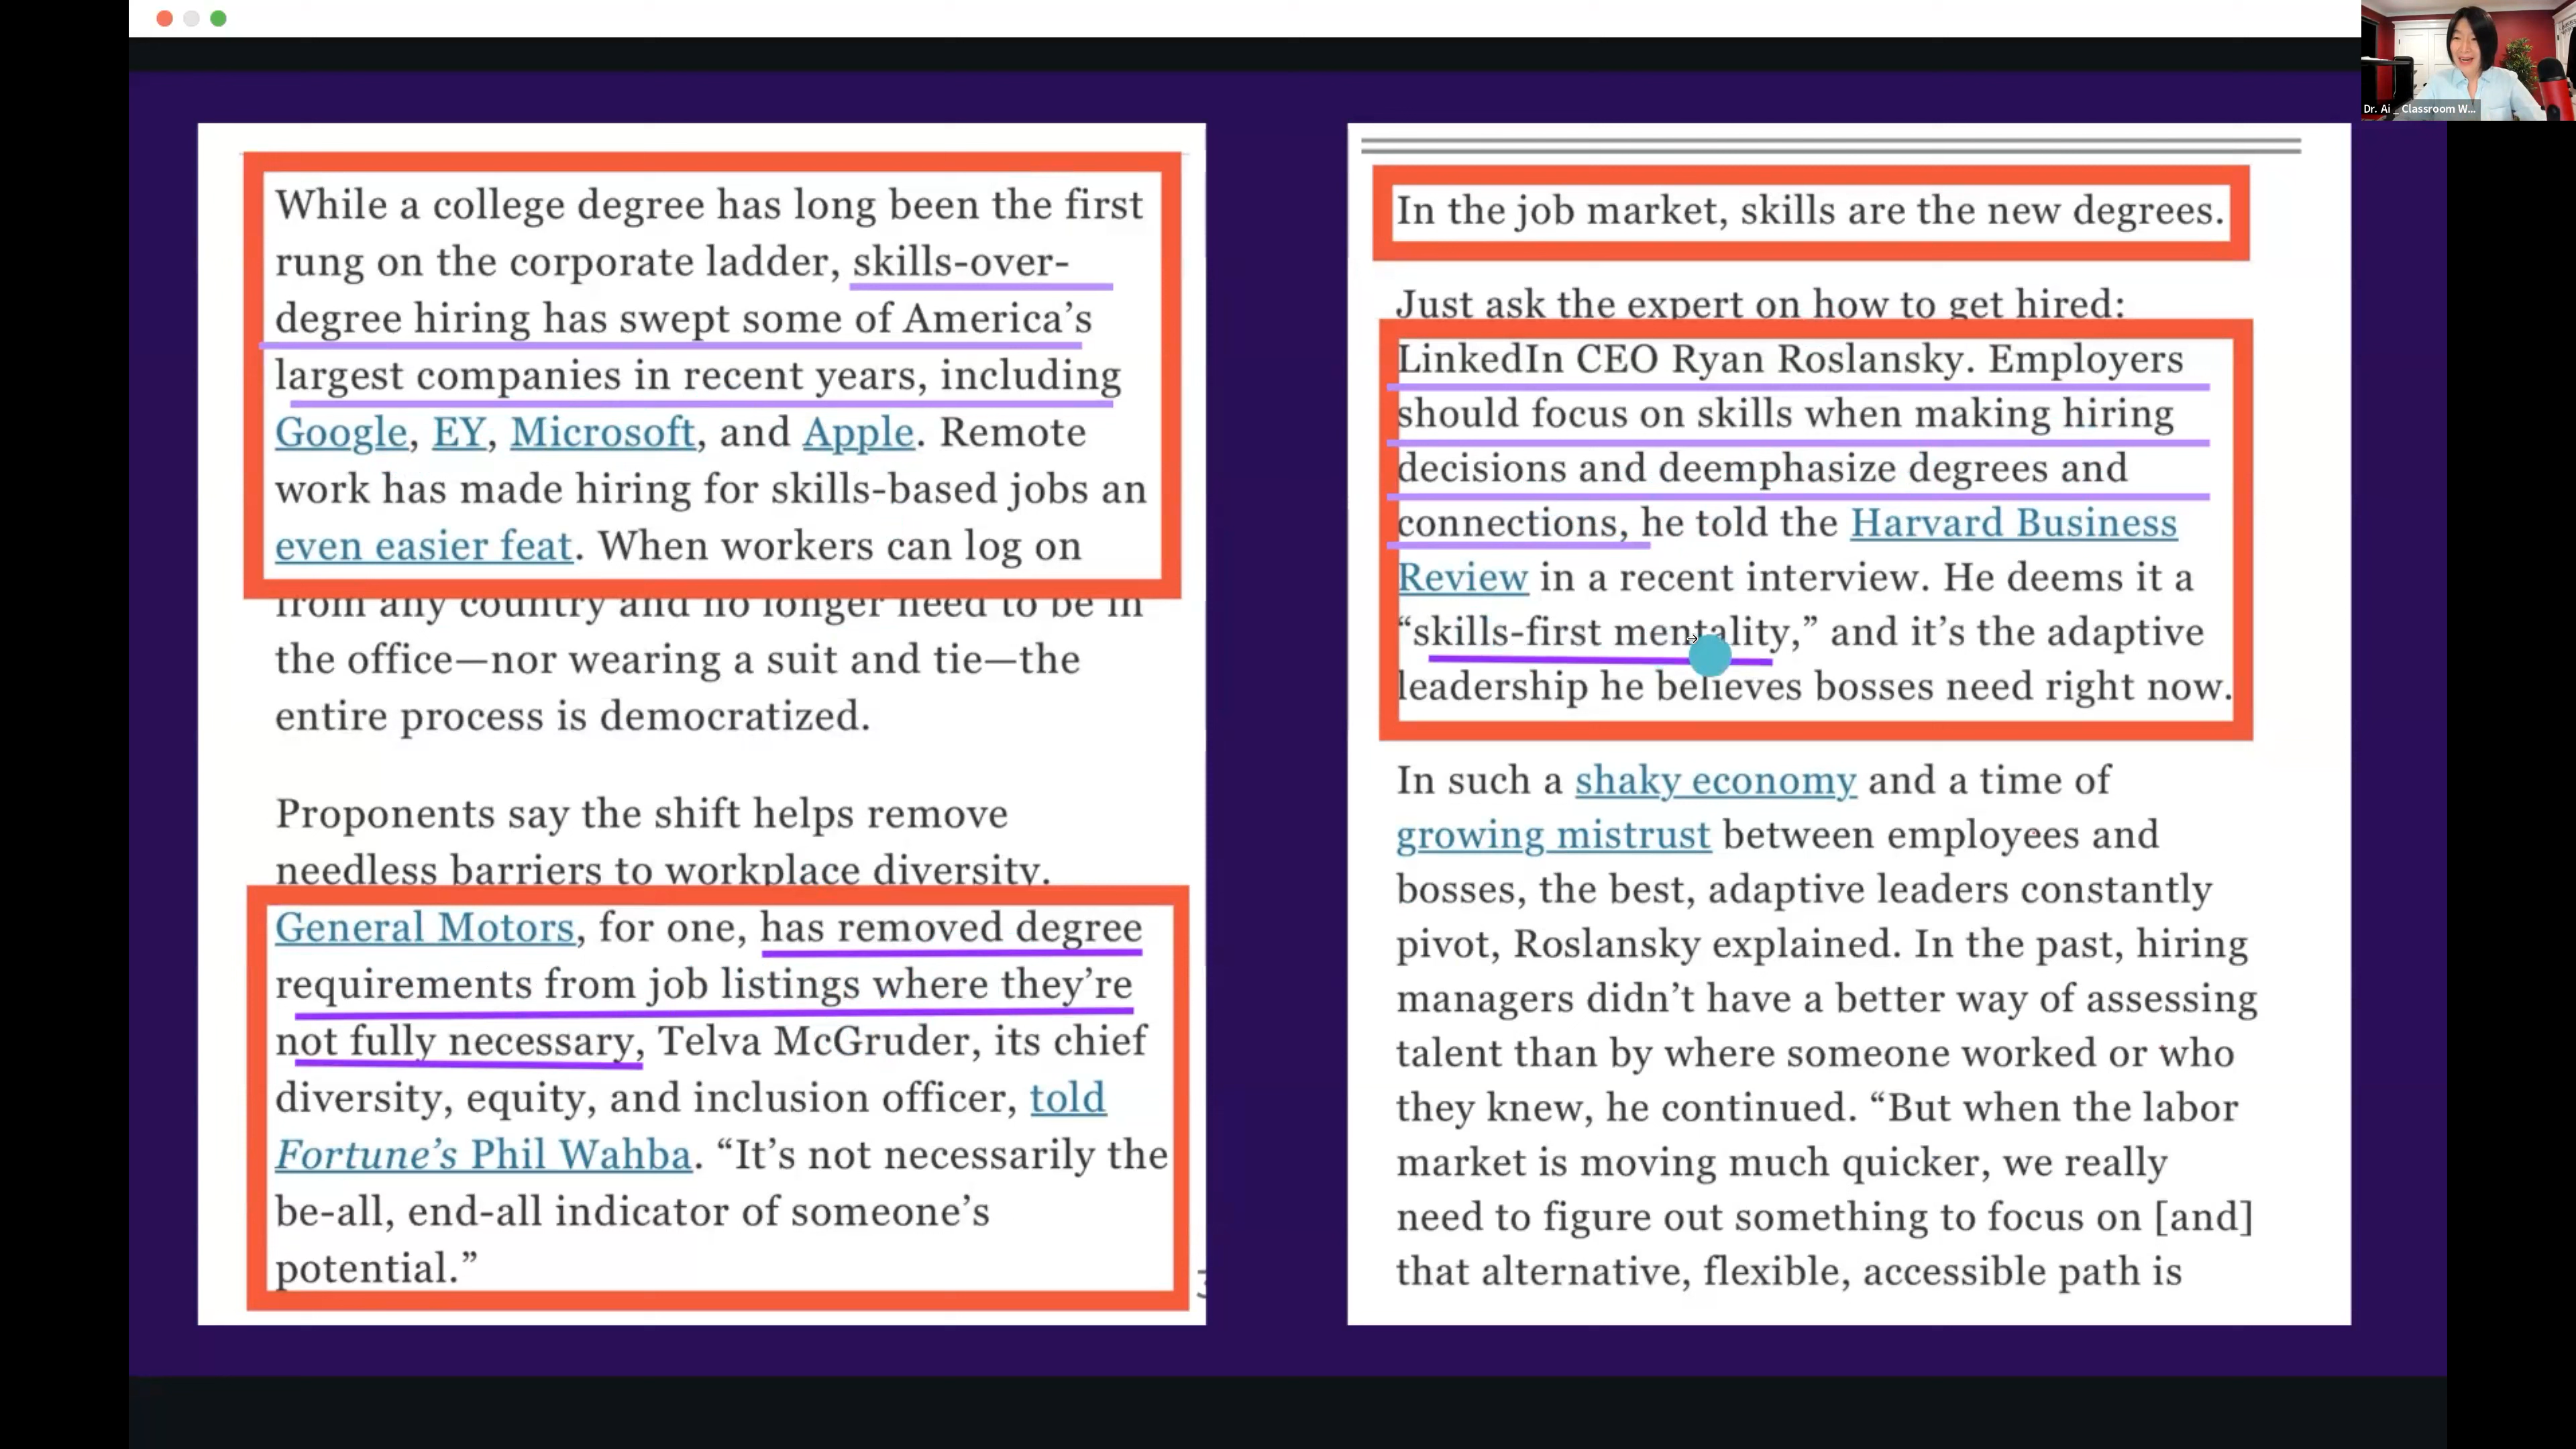 Dr. Ai _ Classroom W...
While a college degree has long been the first
rung on the corporate ladder, skills-over-
degree hiring has swept some of America’s
largest companies in recent years, including
Google, EY, Microsoft, and Apple. Remote
work has made hiring for skills-based jobs an
even easier feat. When workers can log on
from any country and no longer need to be in
the office—nor wearing a suit and tie—the
entire process is democratized.
Proponents say the shift helps remove
needless barriers to workplace diversity.
General Motors, for one, has removed degree
requirements from job listings where they’re
not fully necessary, Telva McGruder, its chief
diversity, equity, and inclusion officer, told
Fortune’s Phil Wahba. “It’s not necessarily the
be-all, end-all indicator of someone’s
potential.”
In the job market, skills are the new degrees.
Just ask the expert on how to get hired:
LinkedIn CEO Ryan Roslansky. Employers
should focus on skills when making hiring
decisions and deemphasize degrees and
connections, he told the Harvard Business
Review in a recent interview. He deems it a
“skills-first mentality,” and it’s the adaptive
leadership he believes bosses need right now.
In such a shaky economy and a time of
growing mistrust between employees and
bosses, the best, adaptive leaders constantly
pivot, Roslansky explained. In the past, hiring
managers didn’t have a better way of assessing
talent than by where someone worked or who
they knew, he continued. “But when the labor
market is moving much quicker, we really
need to figure out something to focus on [and]
that alternative, flexible, accessible path is